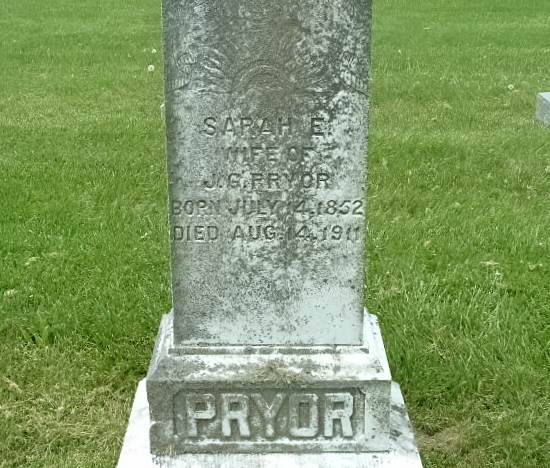 SARAH E.
WIFE OF
J.G. PRYOR
BORN JULY 14, 1852
DIED AUG. 14, 1911
PRYOR